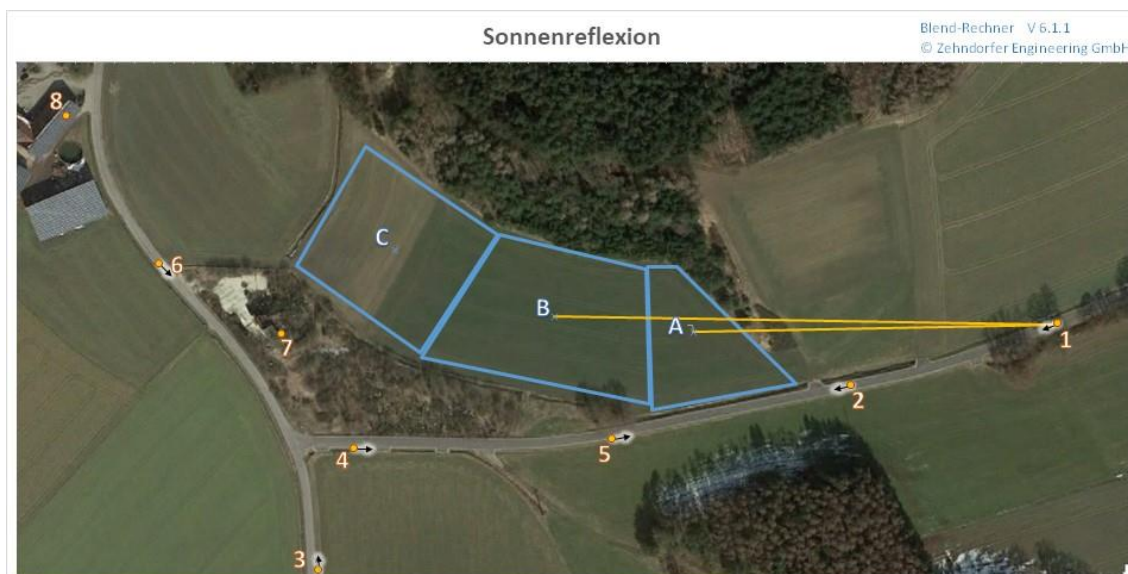 Sonnenreflexion
Blend-Rechner V 6.1.1
© Zehndorfer Engineering GmbH
8
C
6
B
A
1
7
2
4
5
3